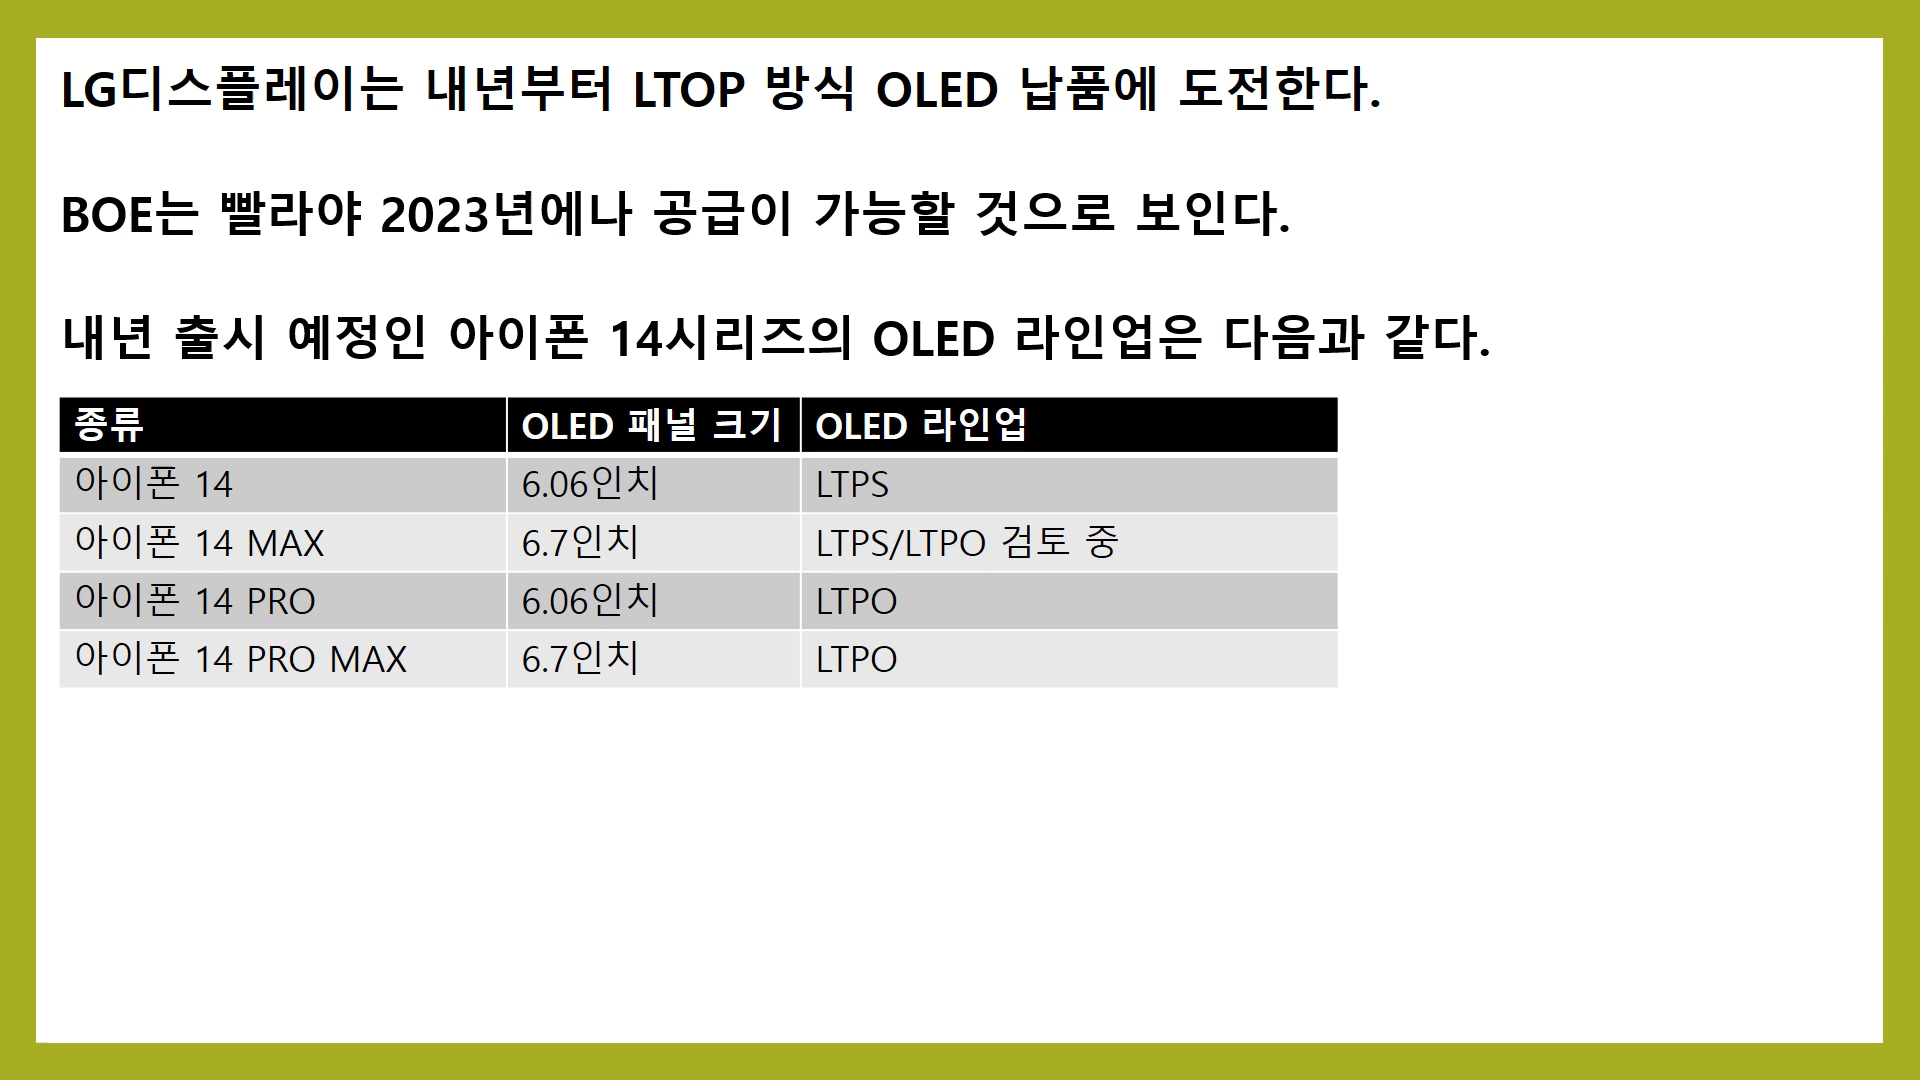 LG디스플레이는 내년부터 LTOP 방식 OLED 납품에 도전한다.
BOE는 빨라야 2023년에나 공급이 가능할 것으로 보인다.
내년 출시 예정인 아이폰 14시리즈의 OLED 라인업은 다음과 같다.
종류 OLED 패널 크기 OLED 라인업
아이폰 14 6.06인치 LTPS
아이폰 14 MAX 6.7인치 LTPS/LTPO 검토 중
아이폰 14 PRO 6.06인치 LTPO
아이폰 14 PRO MAX 6.7인치 LTPO